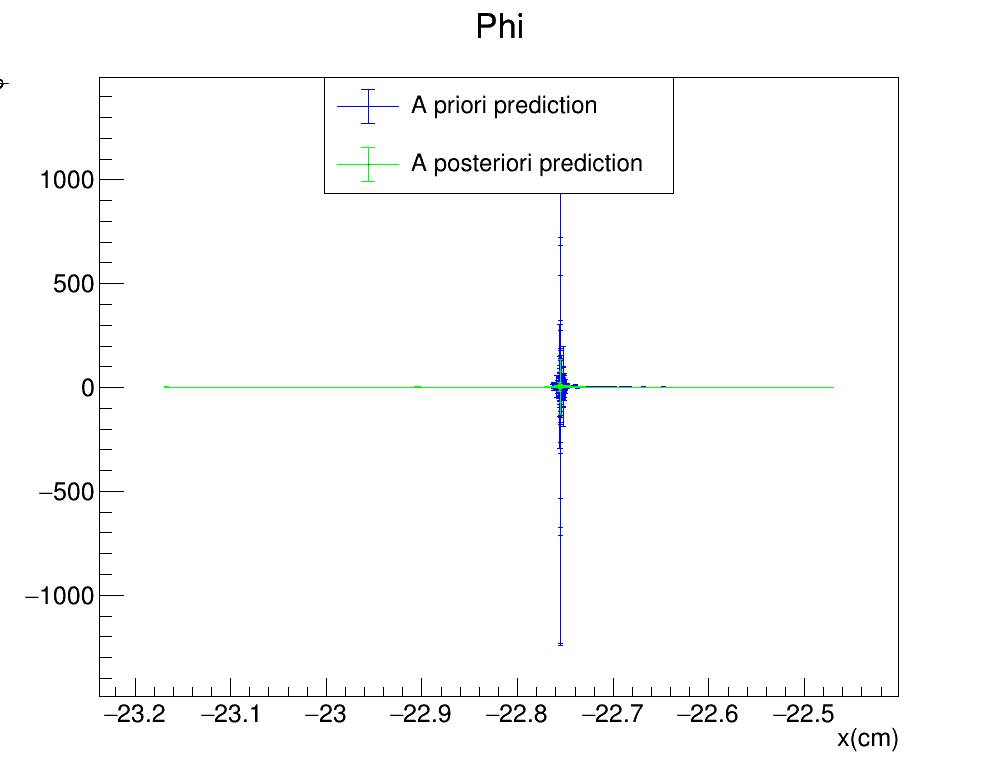 Phi
A priori prediction
A posteriori prediction
1000
500
0
−500
−1000
−23.2 −23.1 −23 −22.9 −22.8 −22.7 −22.6 −22.5
x(cm)